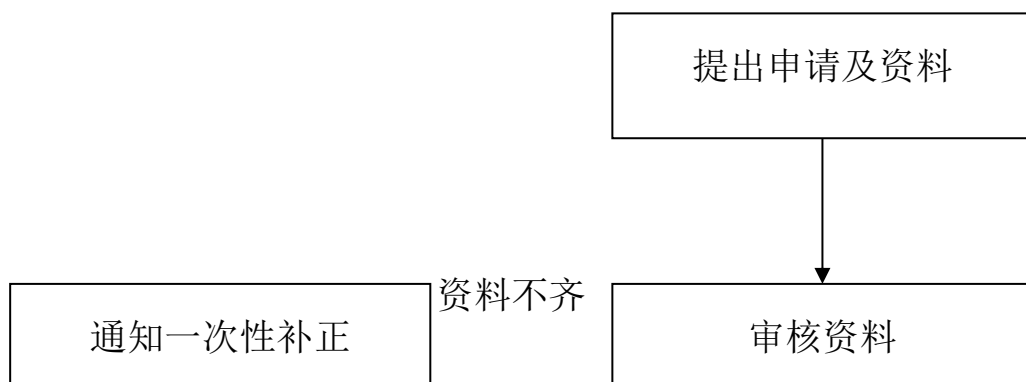 提出申请及资料
资料不齐
通知一次性补正
审核资料